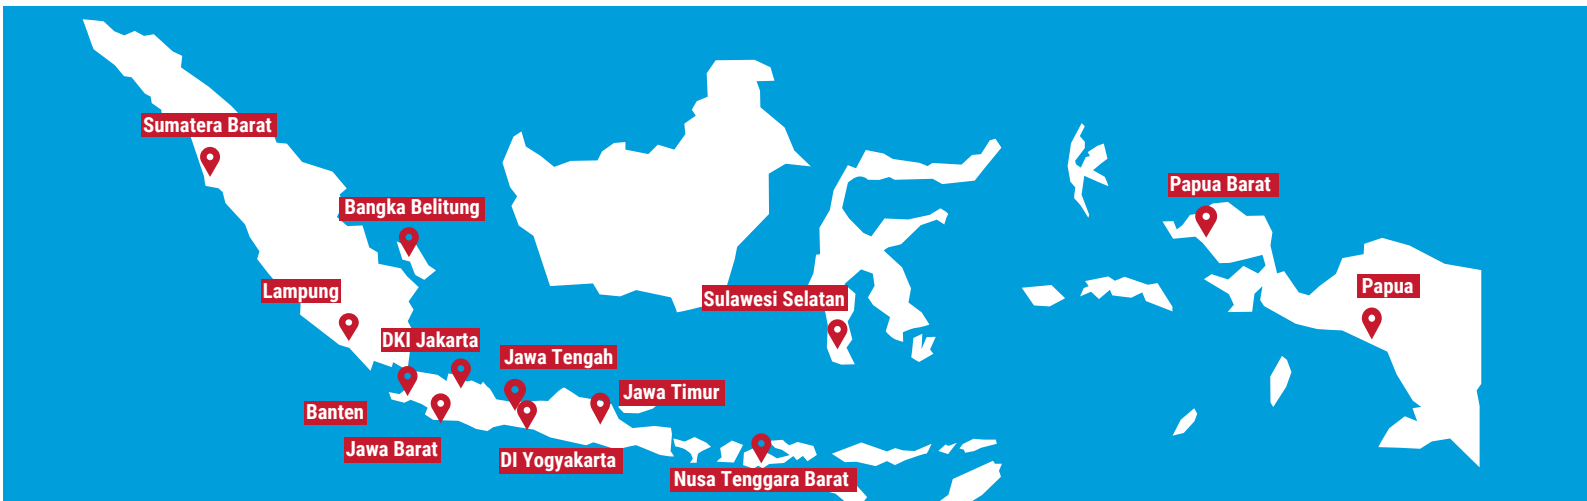 Sumatera Barat
Papua Barat
Bangka Belitung
Lampung
Papua
Sulawesi Selatan
DKI Jakarta
Jawa Tengah
Jawa Timur
Banten
Jawa Barat
DI Yogyakarta
Nusa Tenggara Barat